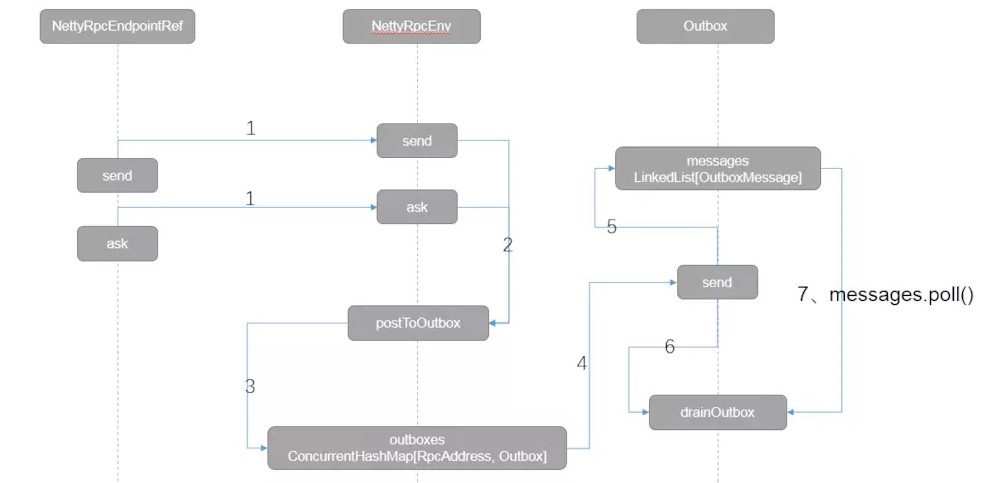 NettyRpcEndpointRef
NettyRpcEnv
Outbox
1
send
messages
LinkedList[OutboxMessage]
send
1
ask
5
ask
2
send
7、messages.poll()
postToOutbox
6
4
3
drainOutbox
outboxes
ConcurrentHashMap[RpcAddress, Outbox]